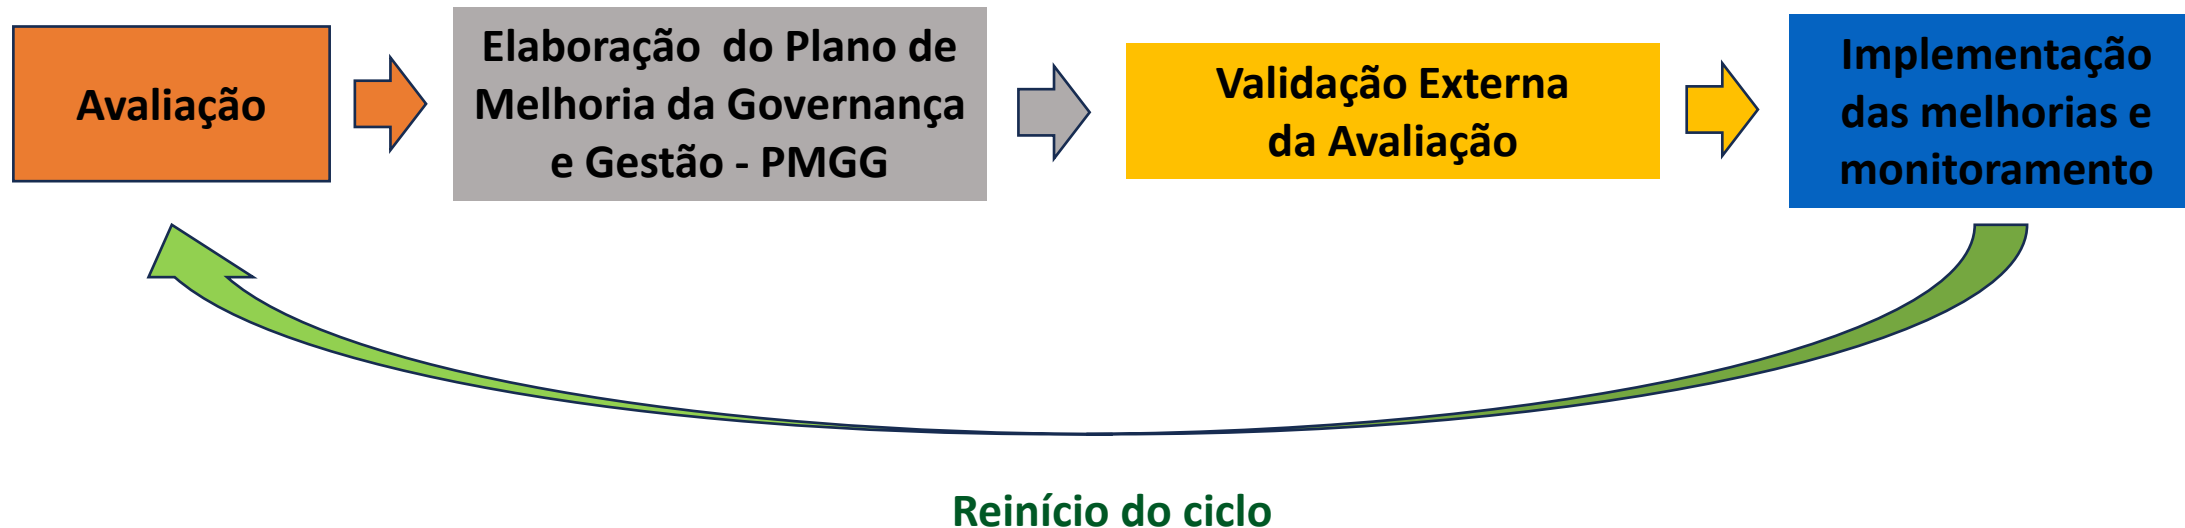 Avaliação
Elaboração do Plano de
Melhoria da Governança
e Gestão - PMGG
Validação Externa
da Avaliação
Implementação
das melhorias e
monitoramento
Reinício do ciclo